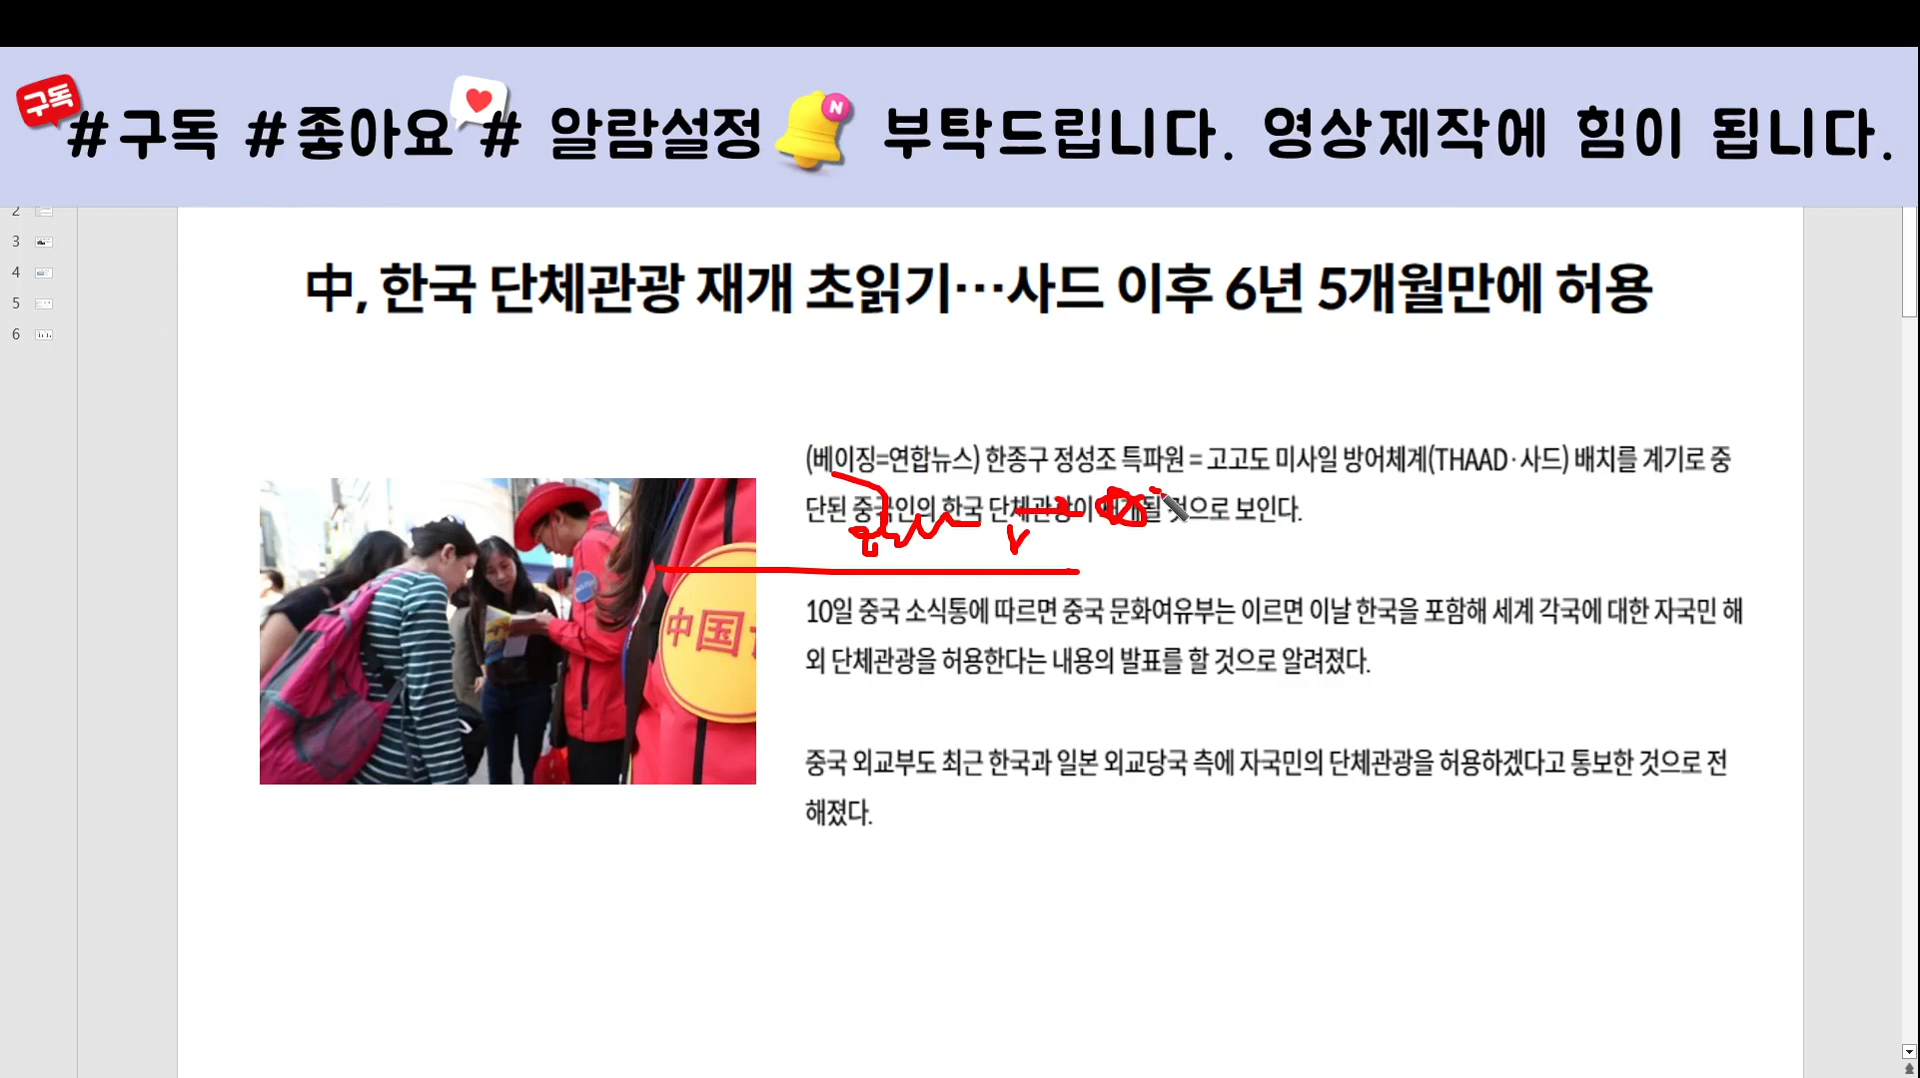 구독
#구독 #좋아요 # 알람설정 N 부탁드립니다. 영상제작에 힘이 됩니다.
2
3
4
5
6
中, 한국 단체관광 재개 초읽기…사드 이후 6년 5개월만에 허용
(베이징=연합뉴스) 한종구 정성조 특파원 = 고고도 미사일 방어체계(THAAD·사드) 배치를 계기로 중
단된 중국인의 한국 단체관광이 재개될 것으로 보인다.
10일 중국 소식통에 따르면 중국 문화여유부는 이르면 이날 한국을 포함해 세계 각국에 대한 자국민 해
외 단체관광을 허용한다는 내용의 발표를 할 것으로 알려졌다.
중국 외교부도 최근 한국과 일본 외교당국 측에 자국민의 단체관광을 허용하겠다고 통보한 것으로 전
해졌다.
中国